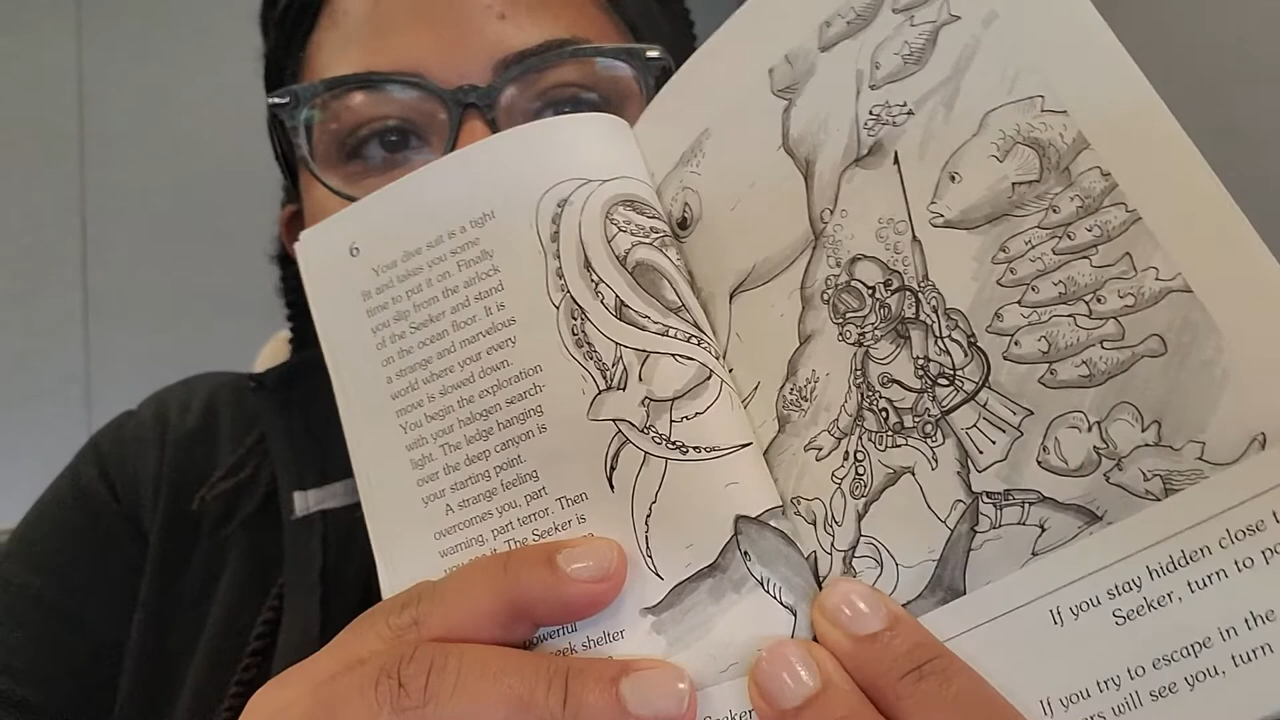 6
Your dive suit is a tight
fit and takes you some
time to put it on. Finally
you slip from the airlock
of the Seeker and stand
on the ocean floor. It is
a strange and marvelous
world where your every
move is slowed down.
You begin the exploration
with your halogen search-
light. The ledge hanging
over the deep canyon is
your starting point.
A strange feeling
overcomes you, part
warning, part terror. Then
The Seeker is
powerful
seek shelter
Seeker
If you stay hidden close
Seeker, turn to
If you try to escape in the
will see you, turn